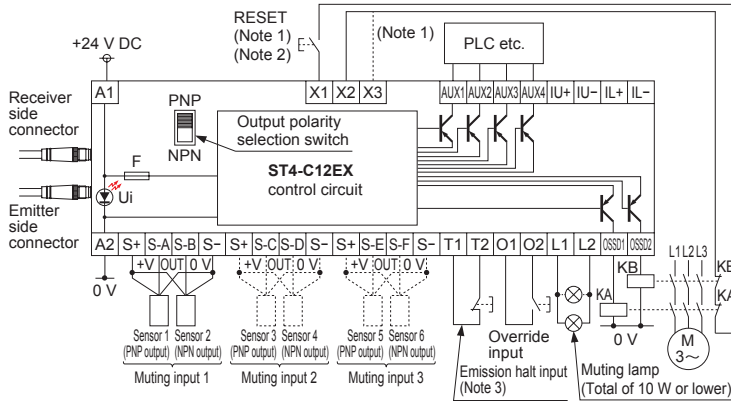 RESET
(Note 1)
(Note 2)
(Note 1)
PLC etc.
+24 V DC
A1
X1 X2 X3
AUX1 AUX2 AUX3 AUX4 IU+ IU− IL+ IL−
Receiver
side
connector
PNP
NPN
Output polarity
selection switch
ST4-C12EX
control circuit
F
Ui
Emitter
side
connector
A2 S+ S-A S-B S− S+ S-C S-D S− S+ S-E S-F S− T1 T2 O1 O2 L1 L2 OSSD1 OSSD2
0 V
+V OUT 0 V
+V OUT 0 V
+V OUT 0 V
L1 L2 L3
KB
KB
KA
KA
0 V
M
3~
Sensor 1
(PNP output)
Sensor 2
(NPN output)
Muting input 1
Sensor 3
(PNP output)
Sensor 4
(NPN output)
Muting input 2
Sensor 5
(PNP output)
Sensor 6
(NPN output)
Muting input 3
Override
input
Emission halt input
(Note 3)
Muting lamp
(Total of 10 W or lower)